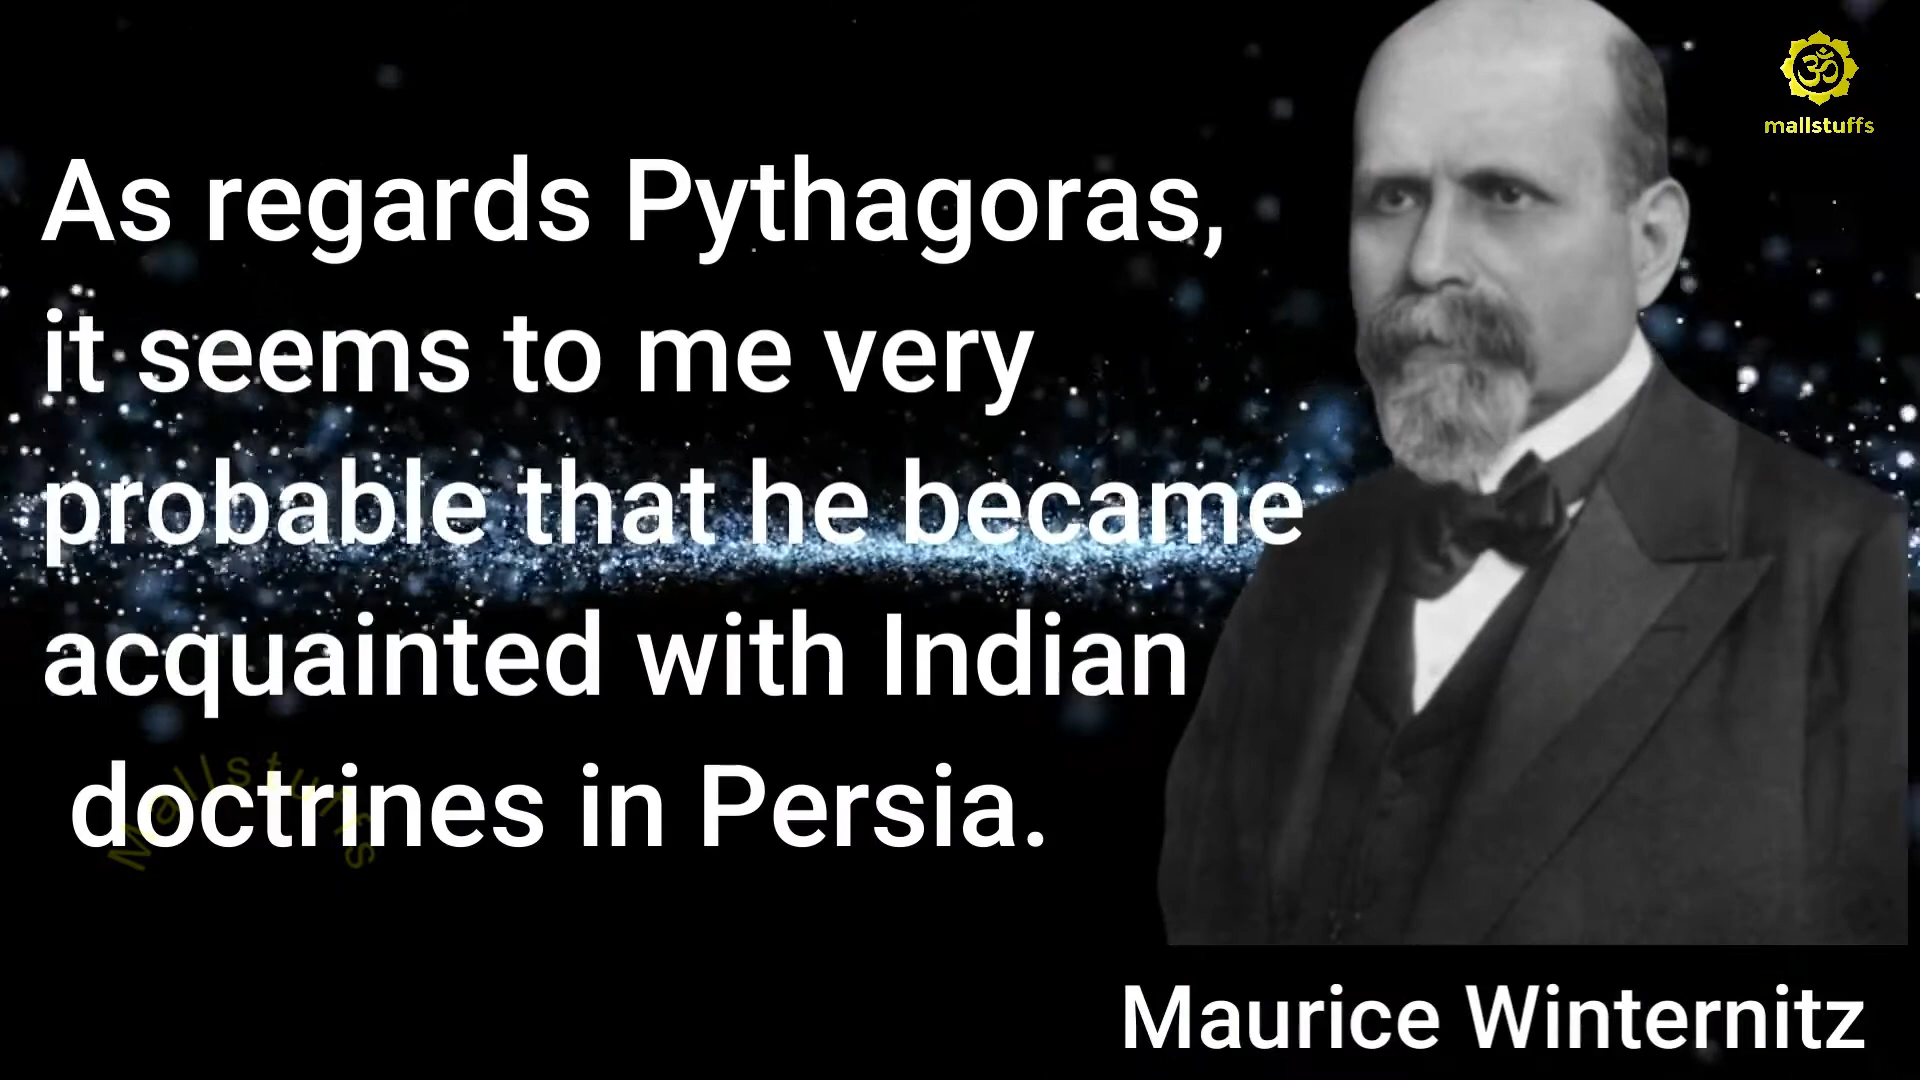 mallstuffs
As regards Pythagoras,
it seems to me very
probable that he became
acquainted with Indian
doctrines in Persia.
Mallstuffs
Maurice Winternitz
ॐ